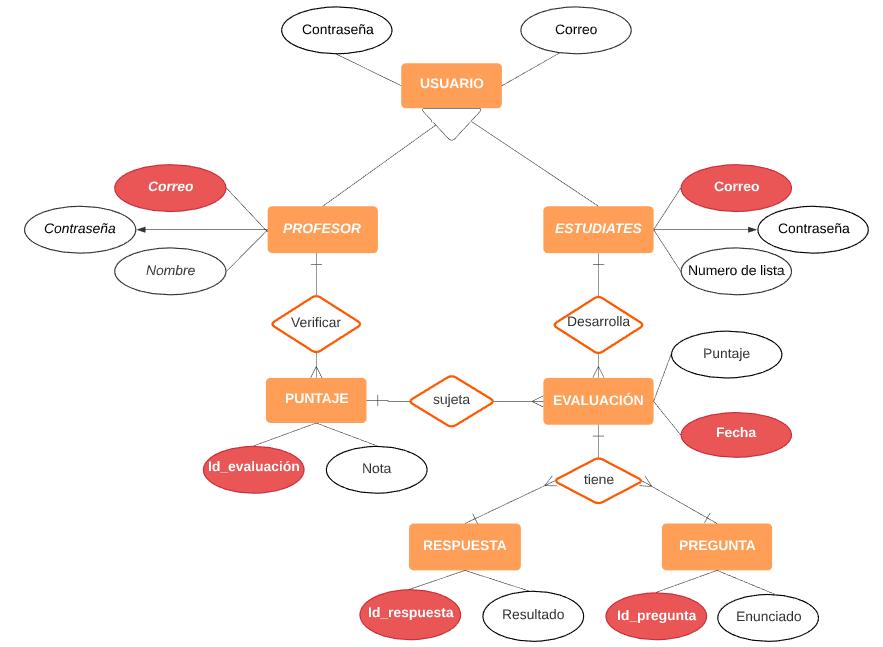 Contraseña
Correo
USUARIO
Correo
Correo
Contraseña
PROFESOR
ESTUDIATES
Contraseña
Nombre
Numero de lista
Verificar
Desarrolla
Puntaje
PUNTAJE
sujeta
EVALUACIÓN
Fecha
Id_evaluación
Nota
tiene
RESPUESTA
PREGUNTA
Id_respuesta
Resultado
Id_pregunta
Enunciado